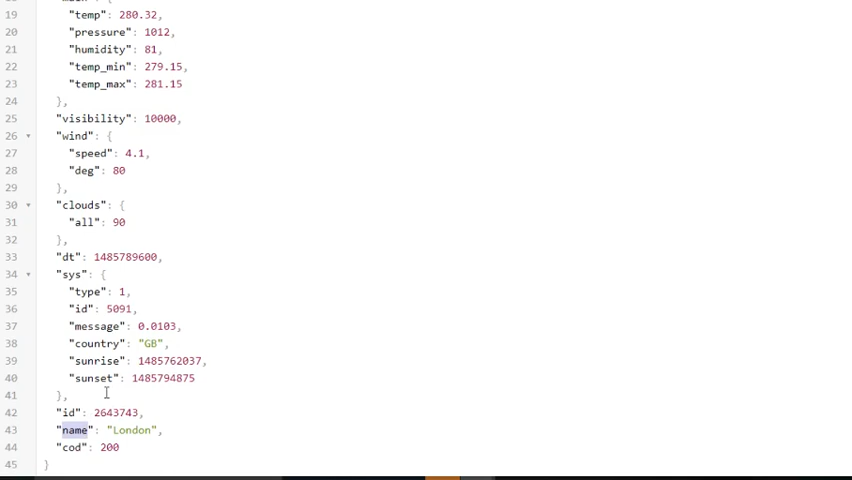 19 "temp": 280.32,
20 "pressure": 1012,
21 "humidity": 81,
22 "temp_min": 279.15,
23 "temp_max": 281.15
24 },
25 "visibility": 10000,
26 "wind": {
27 "speed": 4.1,
28 "deg": 80
29 },
30 "clouds": {
31 "all": 90
32 },
33 "dt": 1485789600,
34 "sys": {
35 "type": 1,
36 "id": 5091,
37 "message": 0.0103,
38 "country": "GB",
39 "sunrise": 1485762037,
40 "sunset": 1485794875
41 },
42 "id": 2643743,
43 "name": "London",
44 "cod": 200
45 }